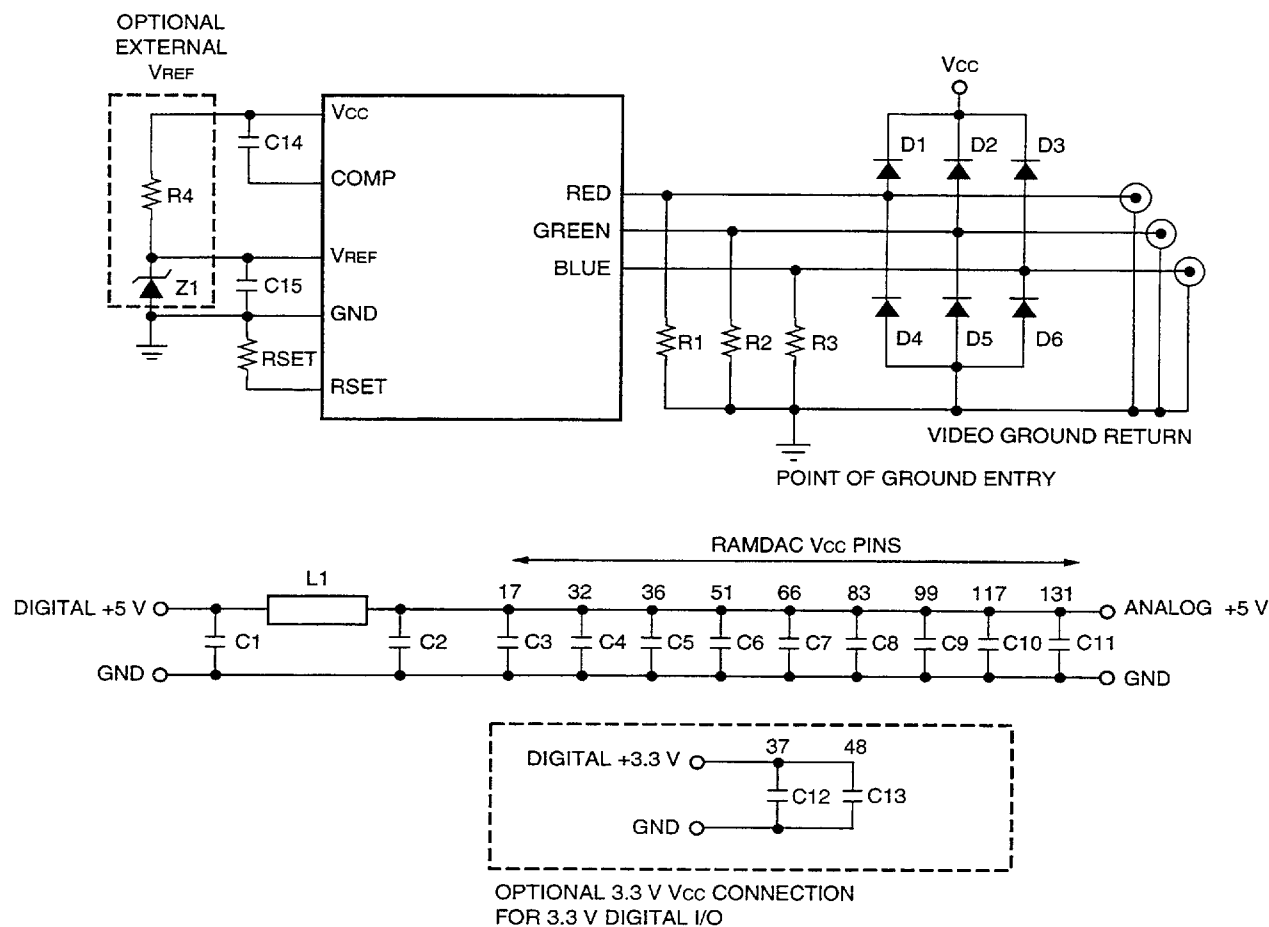 OPTIONAL
EXTERNAL
VREF
VCC
C14
COMP
R4
VREF
Z1
C15
GND
RSET
RSET
RED
GREEN
BLUE
VCC
D1
D2
D3
R1
R2
R3
D4
D5
D6
VIDEO GROUND RETURN
POINT OF GROUND ENTRY
RAMDAC VCC PINS
L1
17
32
36
51
66
83
99
117
131
DIGITAL +5 V
ANALOG +5 V
C1
C2
C3
C4
C5
C6
C7
C8
C9
C10
C11
GND
GND
37
48
DIGITAL +3.3 V
C12
C13
GND
OPTIONAL 3.3 V VCC CONNECTION
FOR 3.3 V DIGITAL I/O